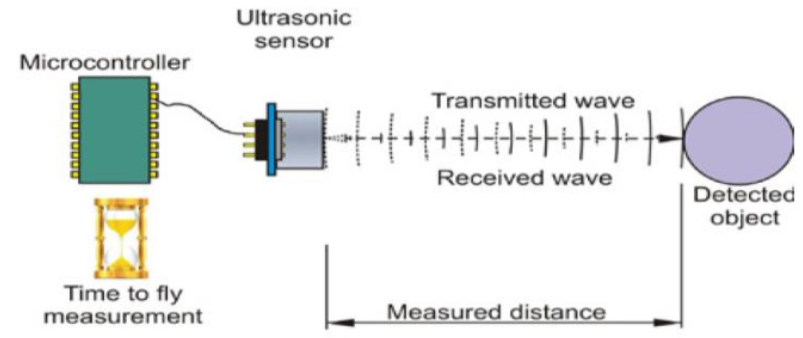 Ultrasonic
sensor
Microcontroller
Transmitted wave
Received wave
Detected
object
Time to fly
measurement
Measured distance